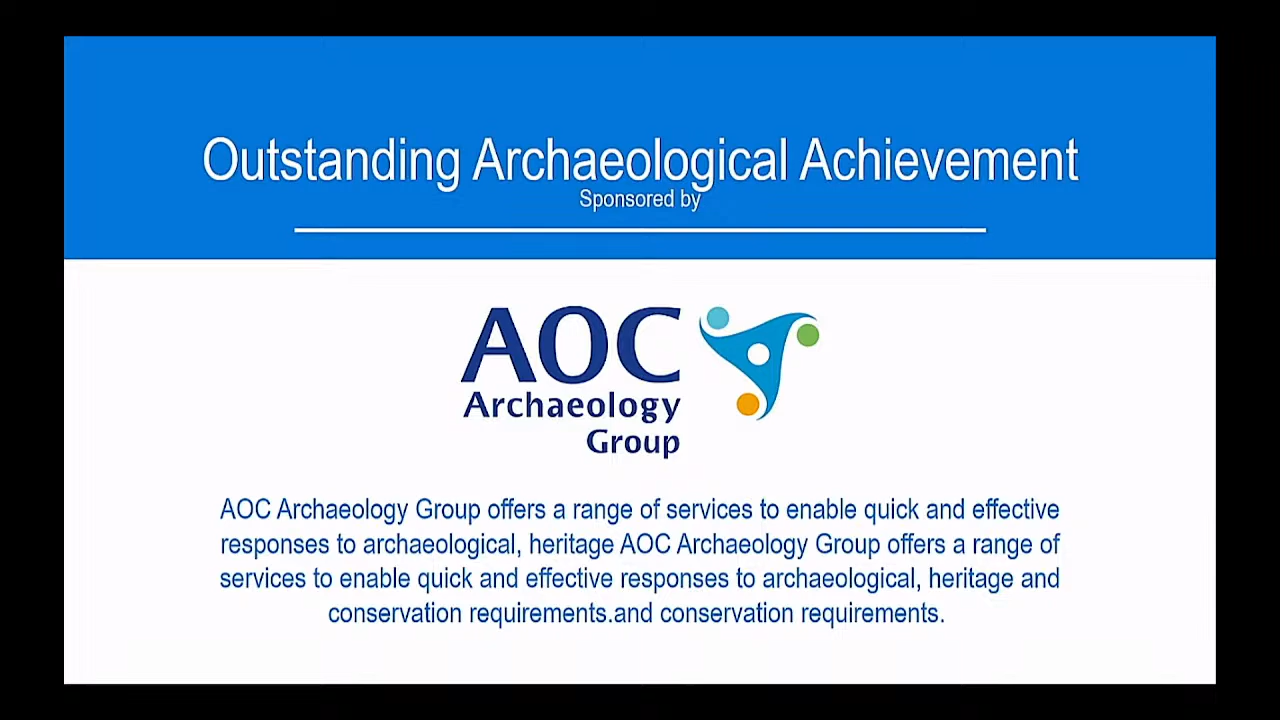 Outstanding Archaeological Achievement
Sponsored by
AOC
Archaeology
Group
AOC Archaeology Group offers a range of services to enable quick and effective
responses to archaeological, heritage AOC Archaeology Group offers a range of
services to enable quick and effective responses to archaeological, heritage and
conservation requirements.and conservation requirements.